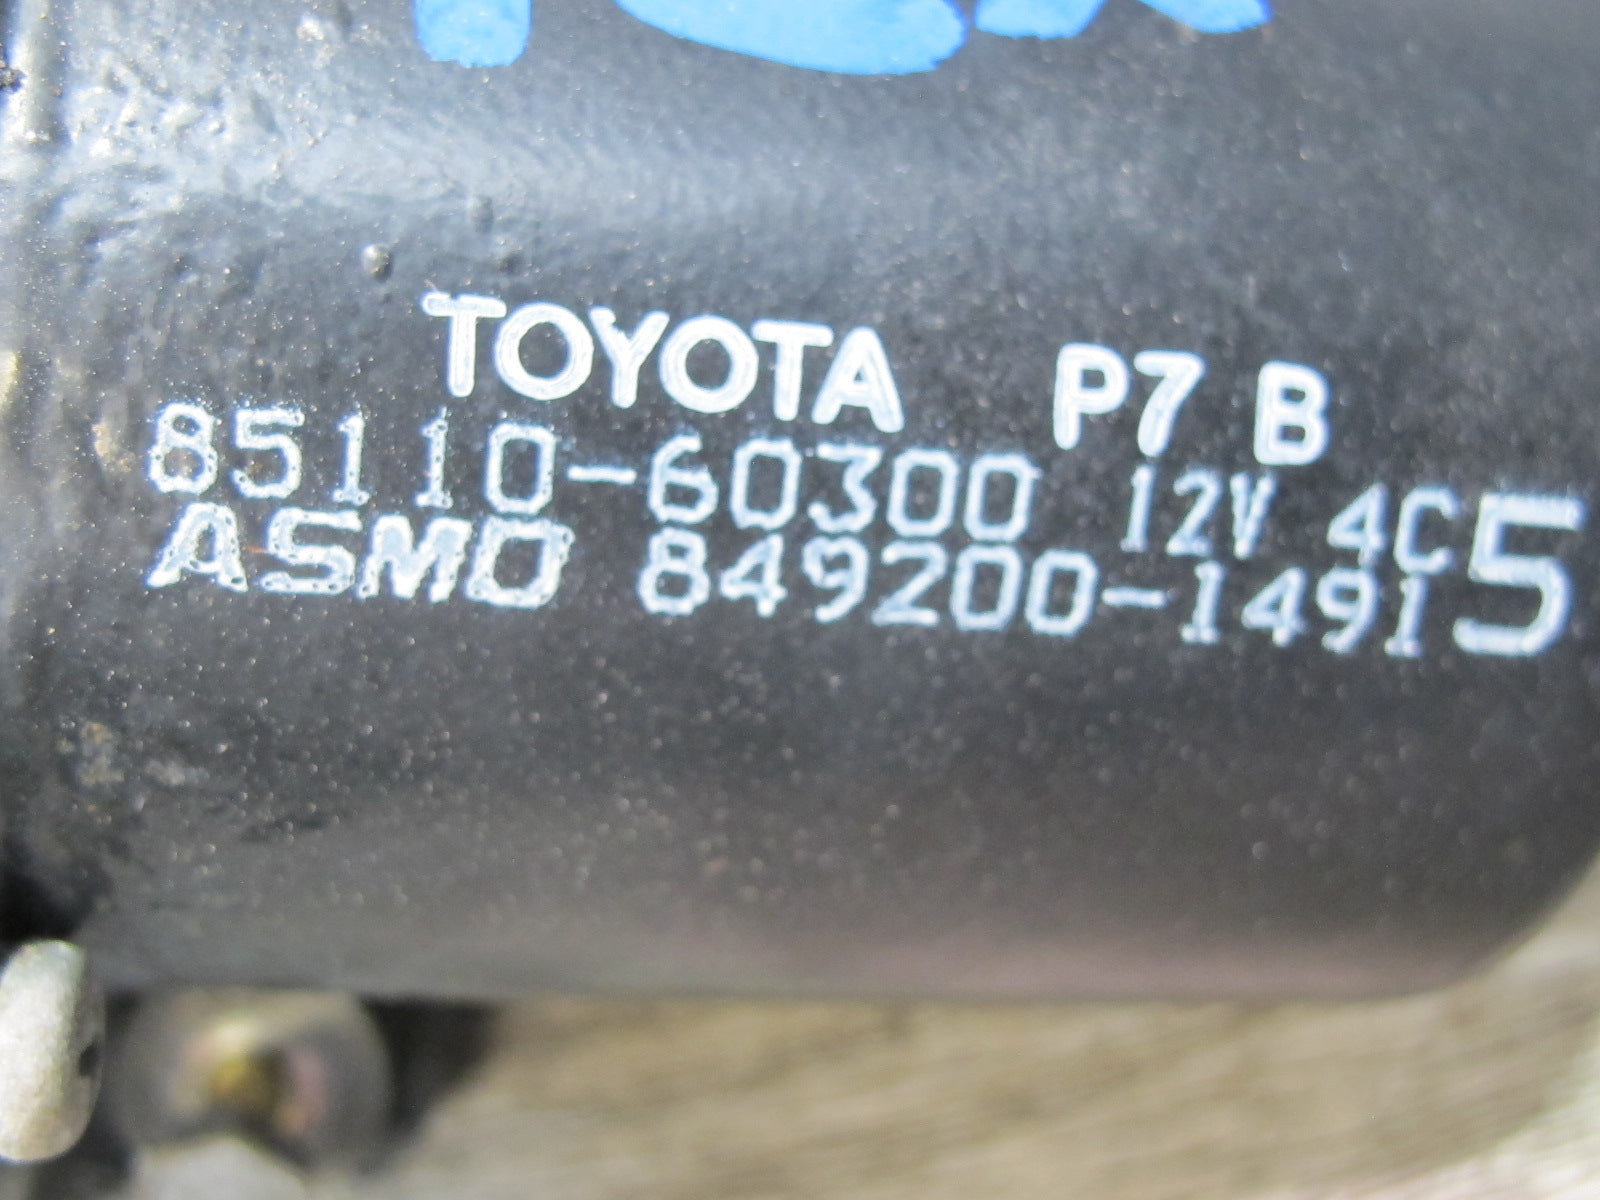 TOYOTA P7 B
85110-60300 12V 4C 5
ASMO 849200-1491